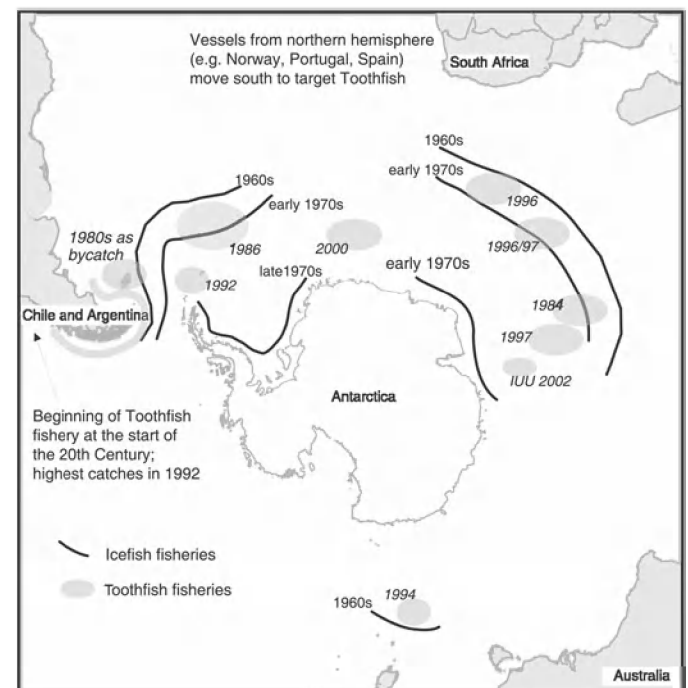 Vessels from northern hemisphere
(e.g. Norway, Portugal, Spain)
move south to target Toothfish
South Africa
1960s
early 1970s
1960s
1996
early 1970s
1980s as
bycatch
1986
2000
1996/97
late1970s
early 1970s
1992
Chile and Argentina
1984
1997
IUU 2002
Antarctica
Beginning of Toothfish
fishery at the start of
the 20th Century;
highest catches in 1992
Icefish fisheries
Toothfish fisheries
1994
1960s
Australia